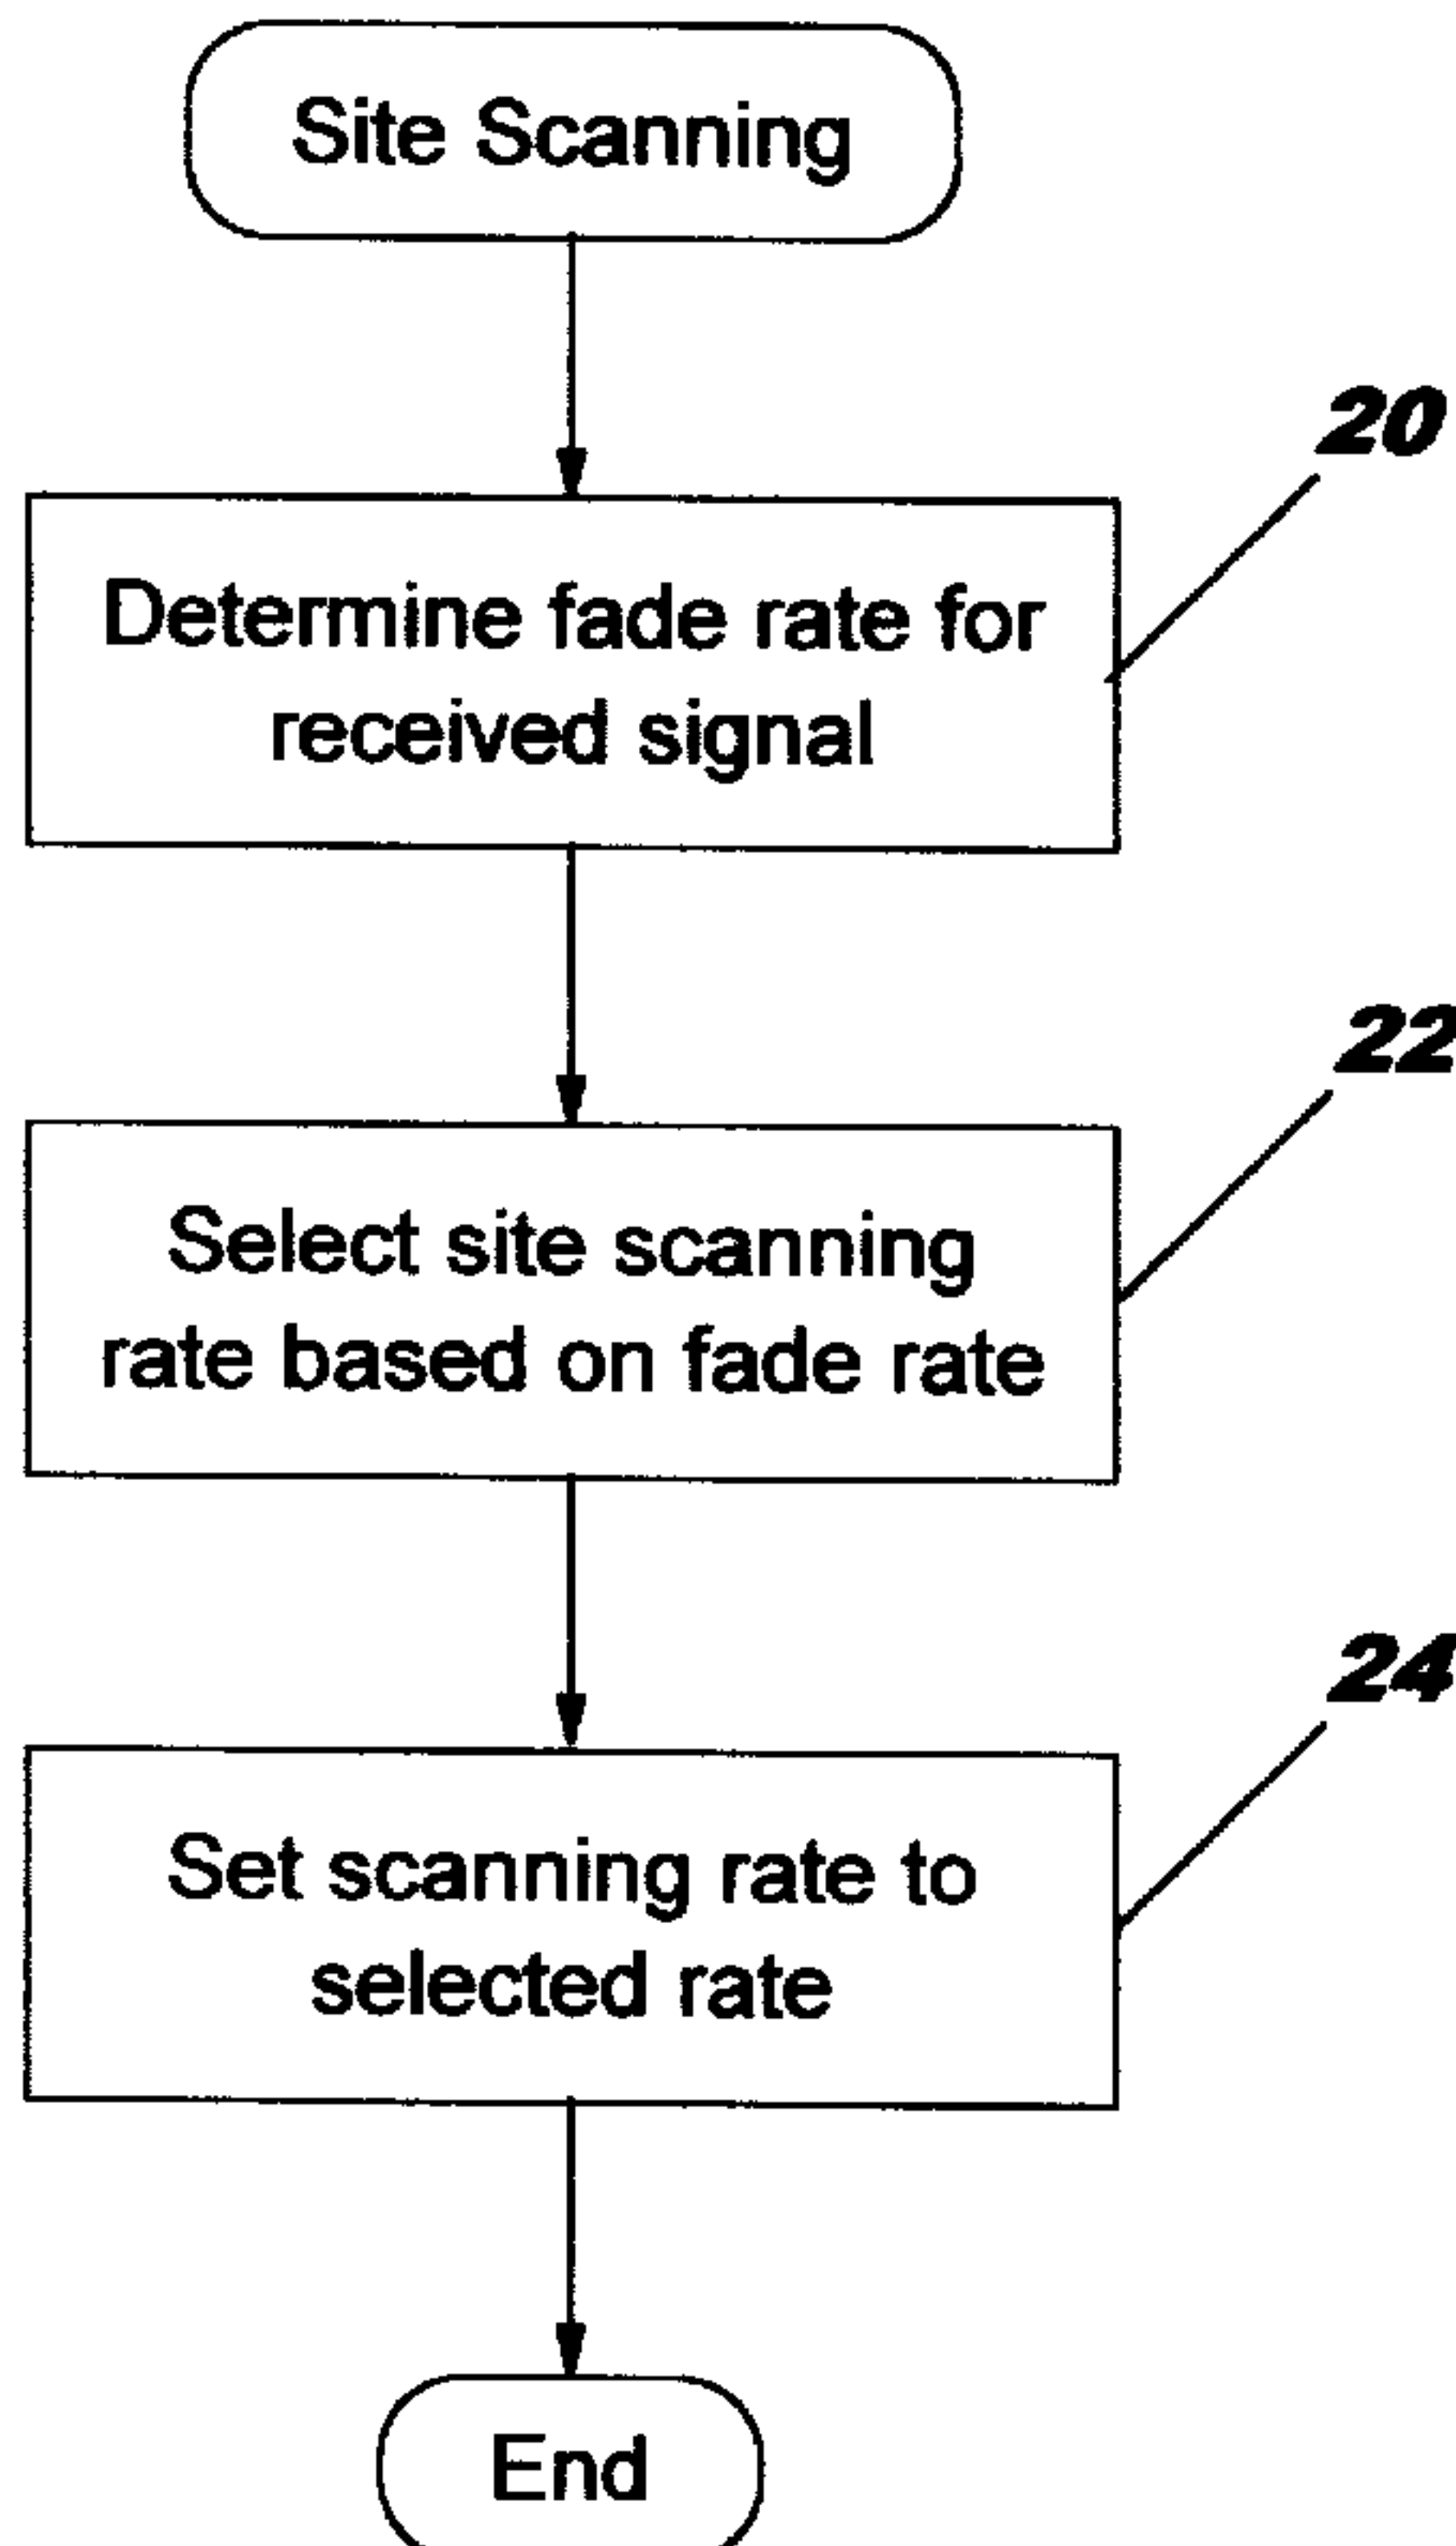 Site Scanning
20
Determine fade rate for
received signal
22
Select site scanning
rate based on fade rate
24
Set scanning rate to
selected rate
End